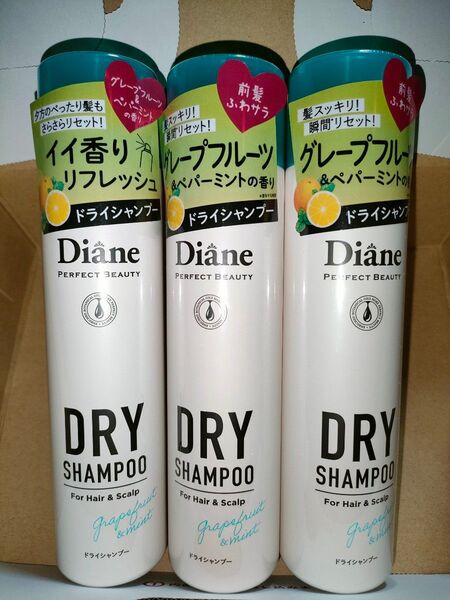 グレープフルーツ
&
ペパーミント
の香り
夕方のぺったり髪も
さらさらリセット!
イイ香り
リフレッシュ
ドライシャンプー
Diane
PERFECT BEAUTY
DRY
SHAMPOO
For Hair & Scalp
grapefruit
& mint
ドライシャンプー
前髪
ふわサラ
髪スッキリ!
瞬間リセット!
グレープフルーツ
&ペパーミントの香り
ドライシャンプー
Diane
PERFECT BEAUTY
DRY
SHAMPOO
For Hair & Scalp
grapefruit
& mint
ドライシャンプー
前髪
ふわサラ
髪スッキリ!
瞬間リセット!
グレープフルーツ
&ペパーミントの香
ドライシャンプー
Diane
PERFECT BEAUTY
DRY
SHAMPOO
For Hair & Scalp
grapefruit
& mint
ドライシャンプー